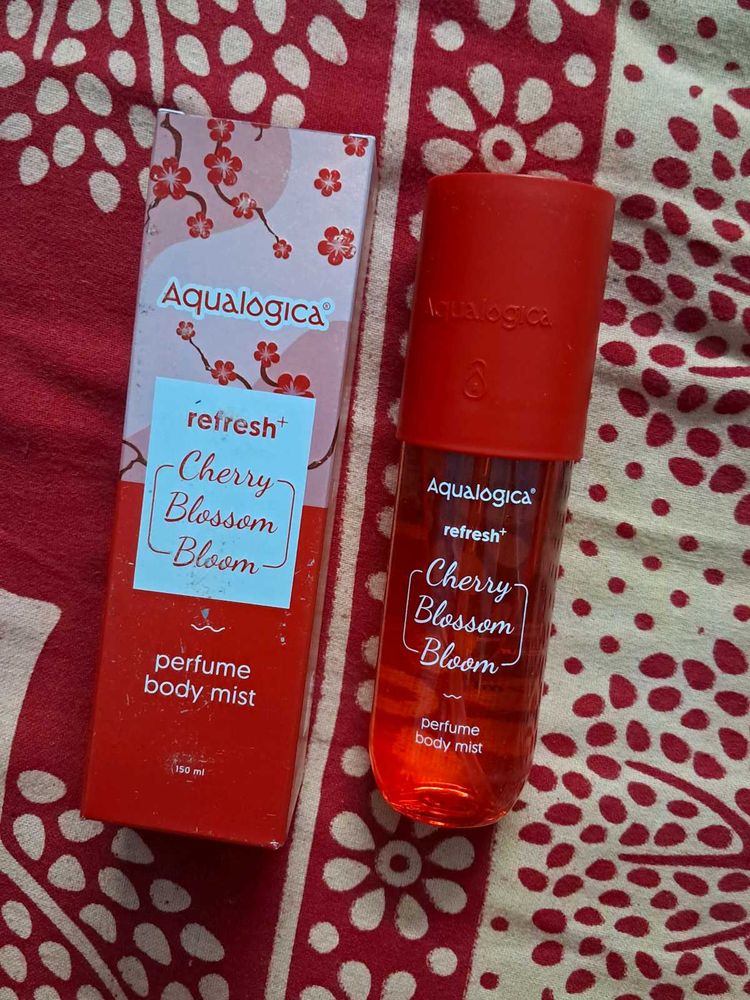 Aqualogica®
refresh+
Cherry
Blossom
Bloom
perfume
body mist
150 ml
Aqualogica
Aqualogica®
refresh+
Cherry
Blossom
Bloom
perfume
body mist